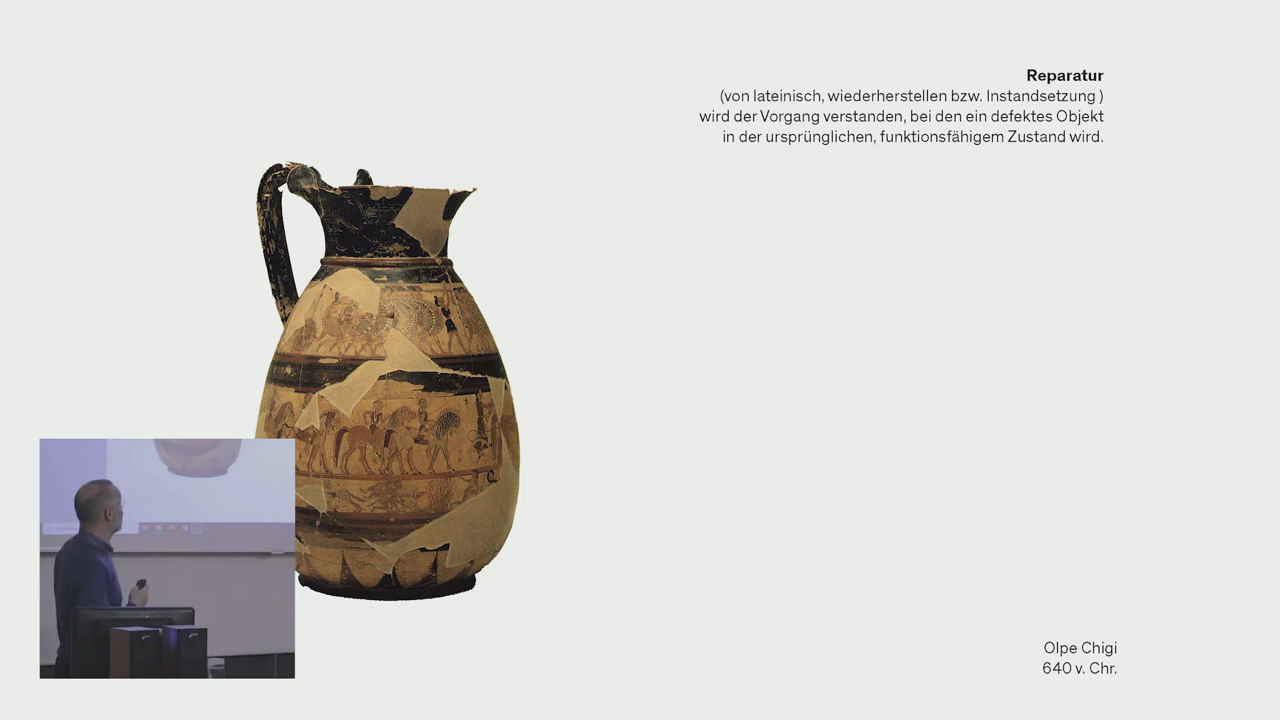 Reparatur
(von lateinisch, wiederherstellen bzw. Instandsetzung )
wird der Vorgang verstanden, bei den ein defektes Objekt
in der ursprünglichen, funktionsfähigem Zustand wird.
Olpe Chigi
640 v. Chr.